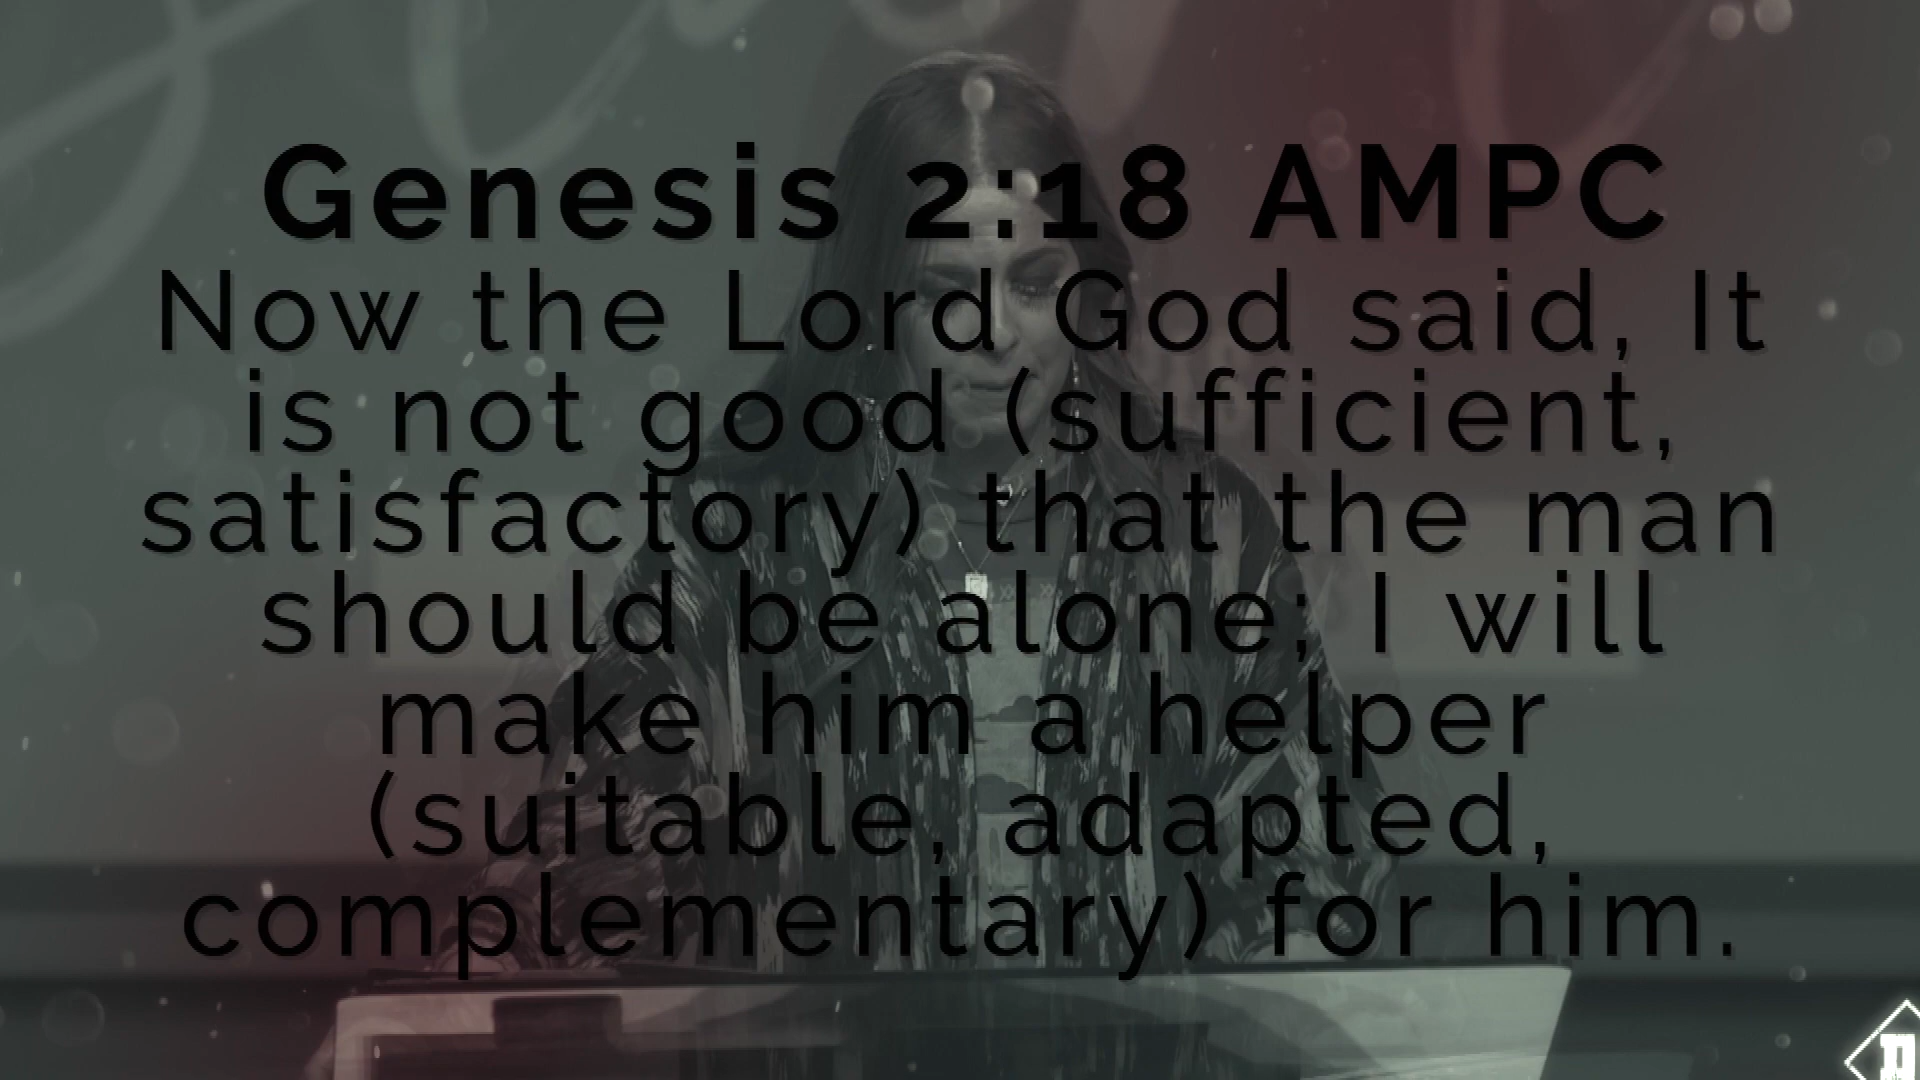 Genesis 2:18 AMPC
Now the Lord God said, It
is not good (sufficient,
satisfactory) that the man
should be alone; I will
make him a helper
(suitable, adapted,
complementary) for him.